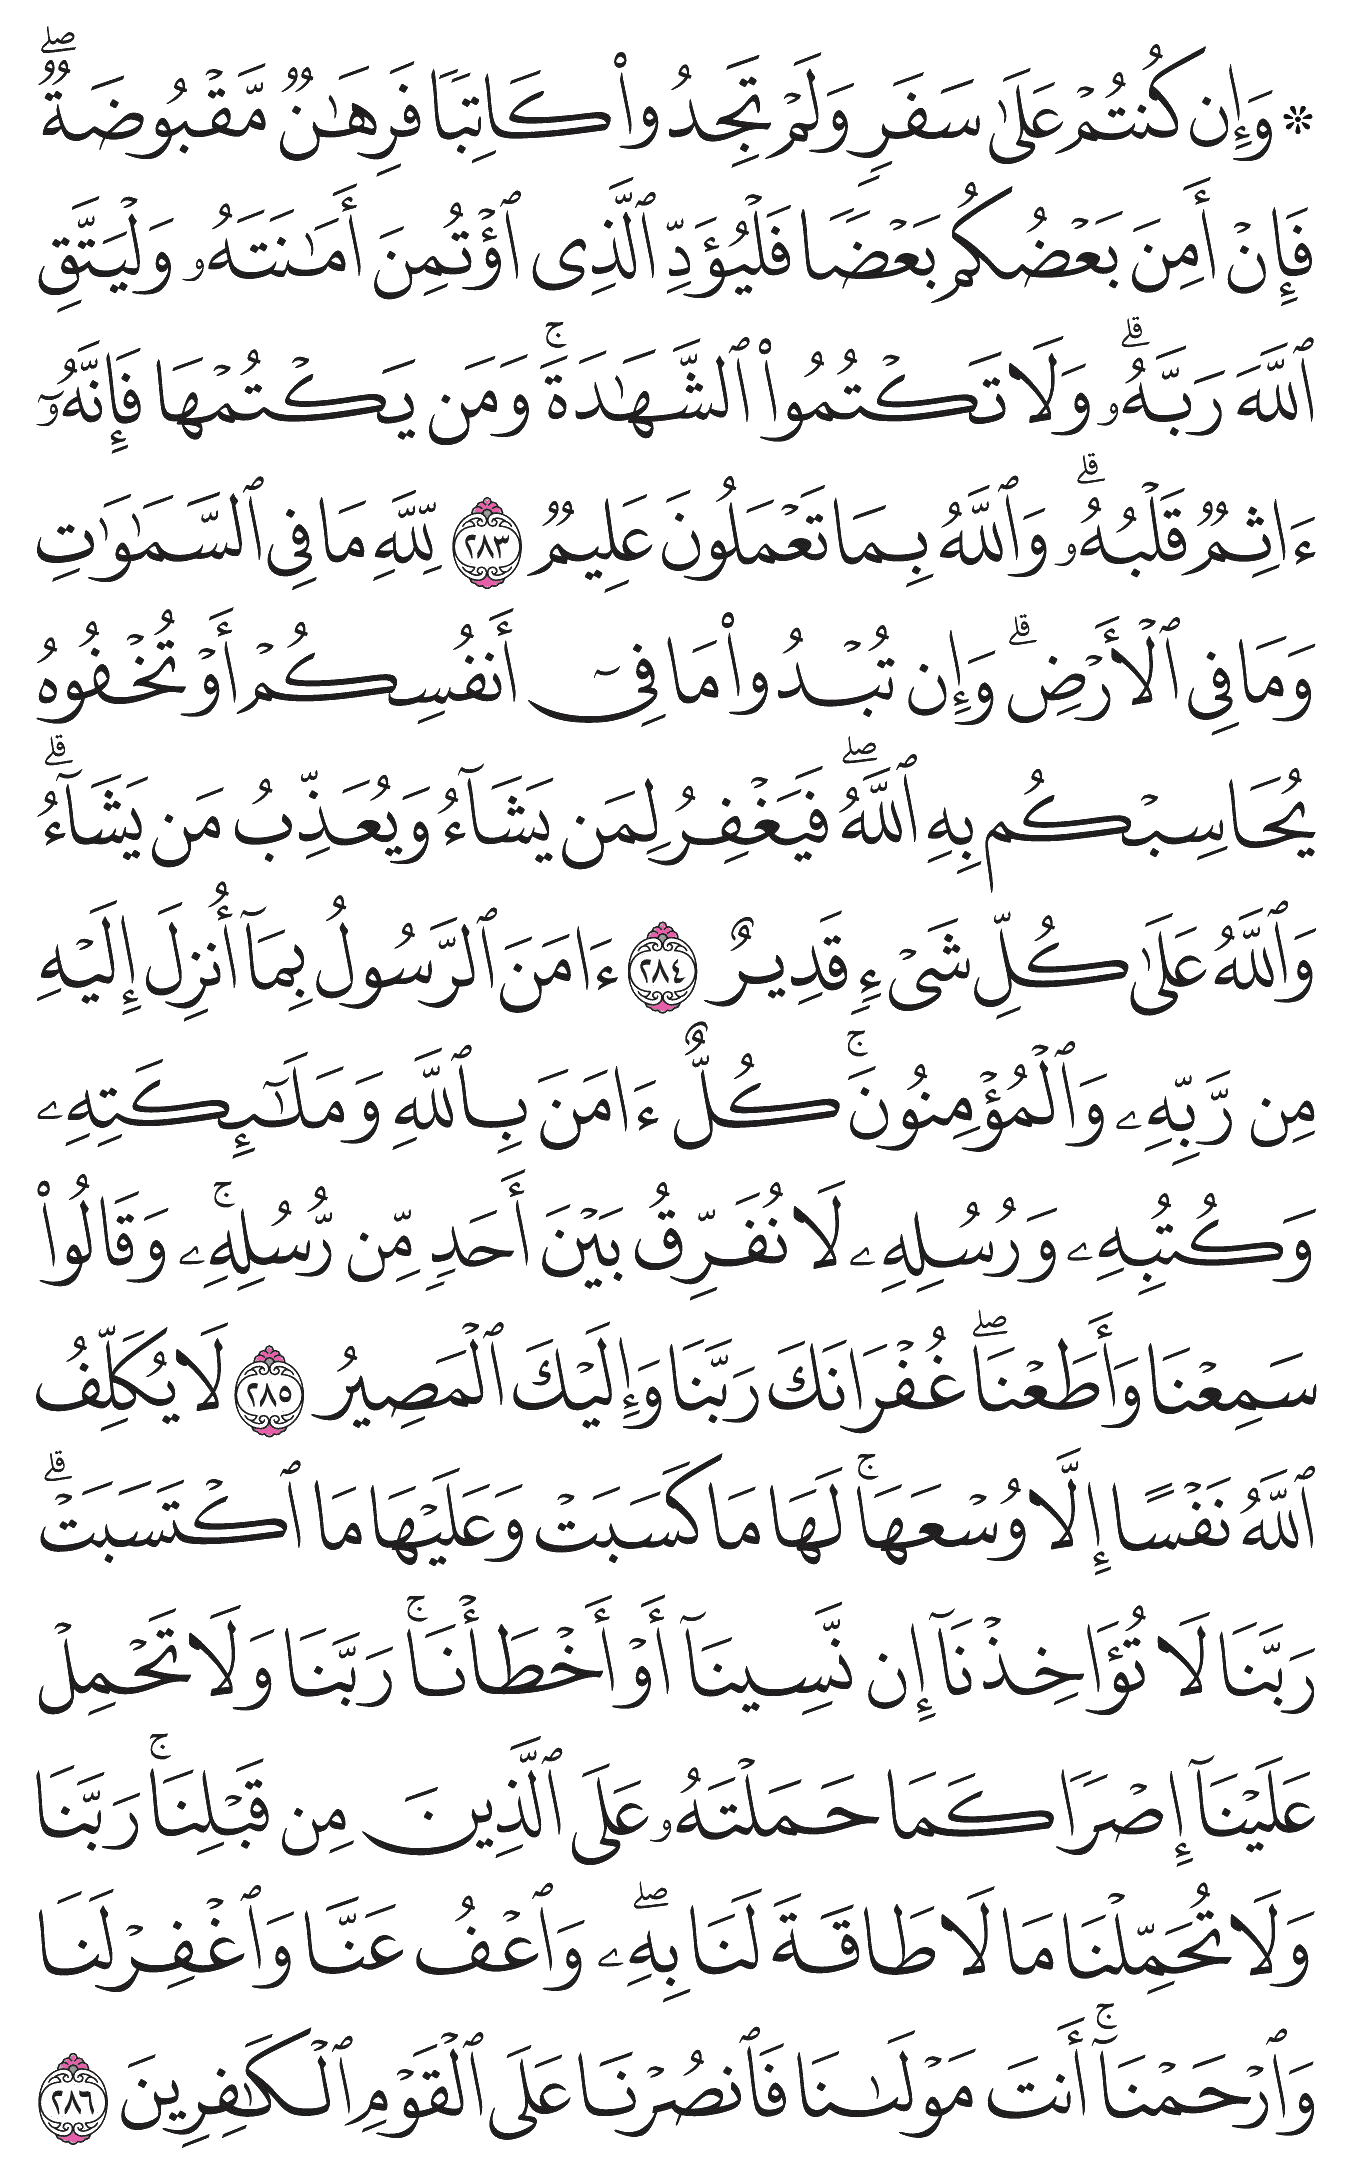 ۞ وَإِن كُنتُمْ عَلَىٰ سَفَرٍ وَلَمْ تَجِدُوا۟ كَاتِبًا فَرِهَـٰنٌ مَّقْبُوضَةٌ ۖ
فَإِنْ أَمِنَ بَعْضُكُم بَعْضًا فَلْيُؤَدِّ ٱلَّذِى ٱؤْتُمِنَ أَمَـٰنَتَهُۥ وَلْيَتَّقِ
ٱللَّهَ رَبَّهُۥ ۗ وَلَا تَكْتُمُوا۟ ٱلشَّهَـٰدَةَ ۚ وَمَن يَكْتُمْهَا فَإِنَّهُۥٓ
ءَاثِمٌ قَلْبُهُۥ ۗ وَٱللَّهُ بِمَا تَعْمَلُونَ عَلِيمٌ ٢٨٣ لِّلَّهِ مَا فِى ٱلسَّمَـٰوَٰتِ
وَمَا فِى ٱلْأَرْضِ ۗ وَإِن تُبْدُوا۟ مَا فِىٓ أَنفُسِكُمْ أَوْ تُخْفُوهُ
يُحَاسِبْكُم بِهِ ٱللَّهُ ۖ فَيَغْفِرُ لِمَن يَشَآءُ وَيُعَذِّبُ مَن يَشَآءُ ۗ
وَٱللَّهُ عَلَىٰ كُلِّ شَىْءٍ قَدِيرٌ ٢٨٤ ءَامَنَ ٱلرَّسُولُ بِمَآ أُنزِلَ إِلَيْهِ
مِن رَّبِّهِۦ وَٱلْمُؤْمِنُونَ ۚ كُلٌّ ءَامَنَ بِٱللَّهِ وَمَلَـٰٓئِكَتِهِۦ
وَكُتُبِهِۦ وَرُسُلِهِۦ لَا نُفَرِّقُ بَيْنَ أَحَدٍ مِّن رُّسُلِهِۦ ۚ وَقَالُوا۟
سَمِعْنَا وَأَطَعْنَا ۖ غُفْرَانَكَ رَبَّنَا وَإِلَيْكَ ٱلْمَصِيرُ ٢٨٥ لَا يُكَلِّفُ
ٱللَّهُ نَفْسًا إِلَّا وُسْعَهَا ۚ لَهَا مَا كَسَبَتْ وَعَلَيْهَا مَا ٱكْتَسَبَتْ ۗ
رَبَّنَا لَا تُؤَاخِذْنَآ إِن نَّسِينَآ أَوْ أَخْطَأْنَا ۚ رَبَّنَا وَلَا تَحْمِلْ
عَلَيْنَآ إِصْرًا كَمَا حَمَلْتَهُۥ عَلَى ٱلَّذِينَ مِن قَبْلِنَا ۚ رَبَّنَا
وَلَا تُحَمِّلْنَا مَا لَا طَاقَةَ لَنَا بِهِۦ ۖ وَٱعْفُ عَنَّا وَٱغْفِرْ لَنَا
وَٱرْحَمْنَآ ۚ أَنتَ مَوْلَىٰنَا فَٱنصُرْنَا عَلَى ٱلْقَوْمِ ٱلْكَـٰفِرِينَ ٢٨٦